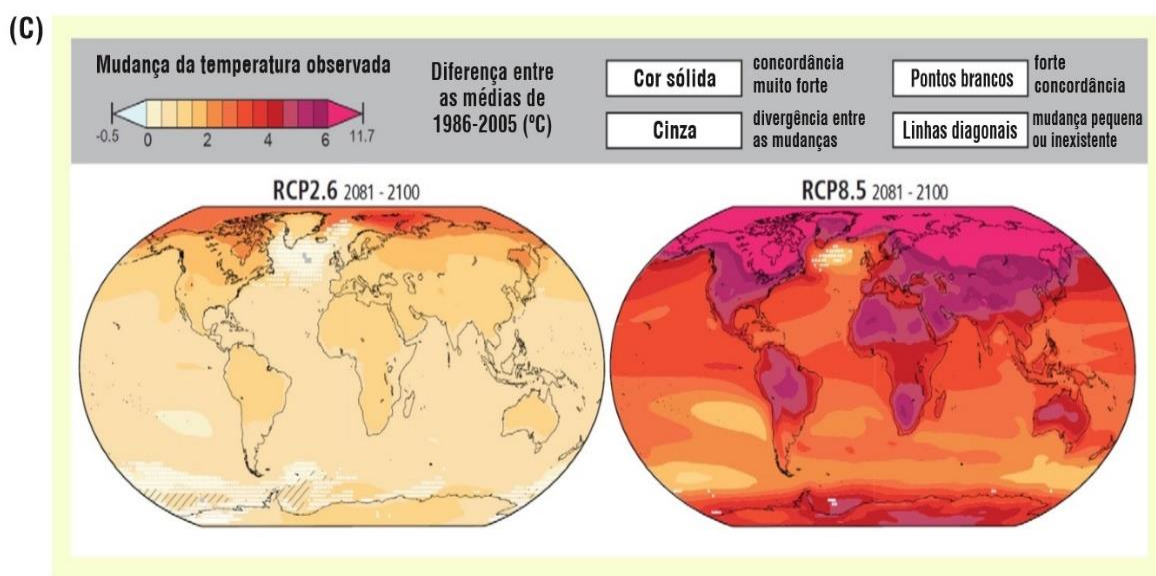 (C)
Mudança da temperatura observada
-0.5
0
2
4
6
11.7
Diferença entre
as médias de
1986-2005 (ºC)
Cor sólida
concordância
muito forte
Cinza
divergência entre
as mudanças
Pontos brancos
forte
concordância
Linhas diagonais
mudança pequena
ou inexistente
RCP2.6 2081 - 2100
RCP8.5 2081 - 2100